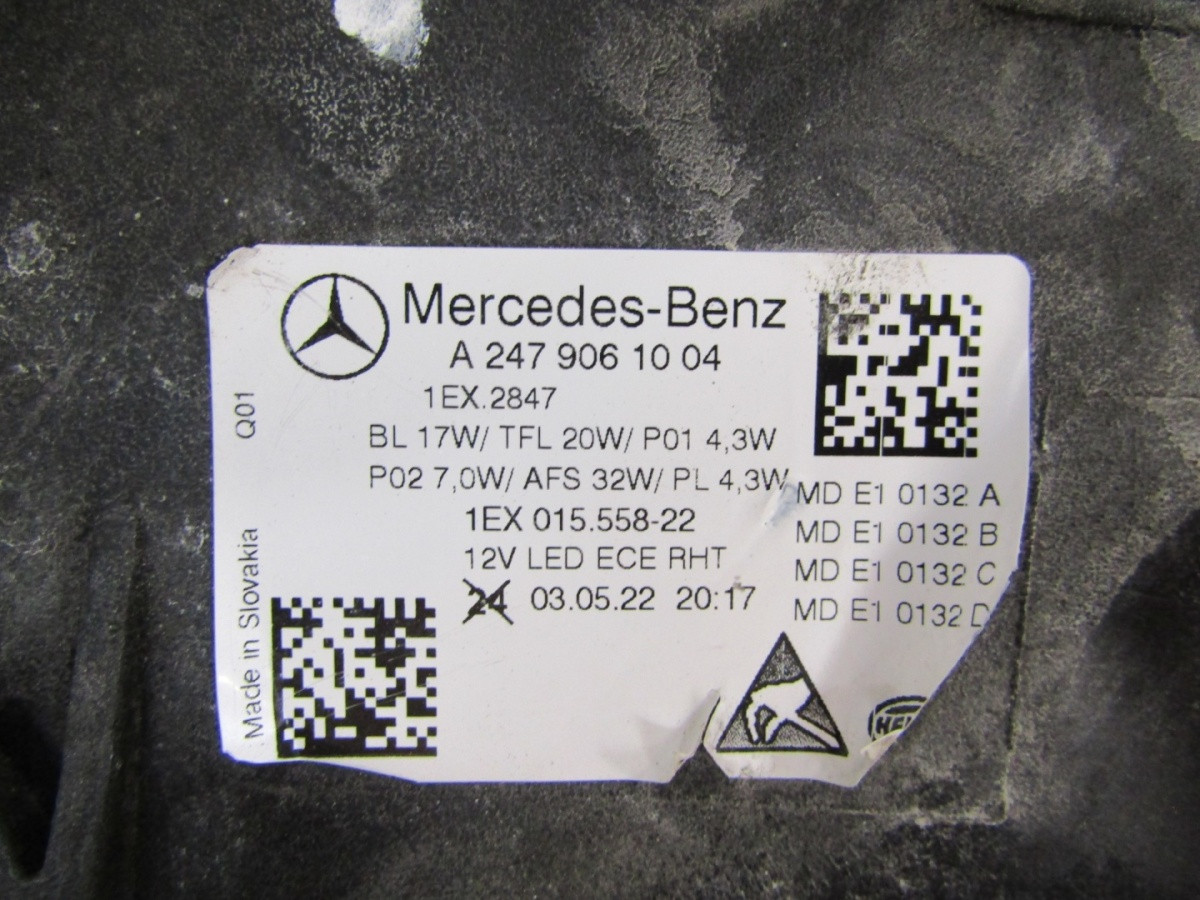 Mercedes-Benz
A 247 906 10 04
1EX.2847
BL 17W/ TFL 20W/ P01 4,3W
P02 7,0W/ AFS 32W/ PL 4,3W
1EX 015.558-22
12V LED ECE RHT
24 03.05.22 20:17
MD E1 0132 A
MD E1 0132 B
MD E1 0132 C
MD E1 0132 D
Q01
Made in Slovakia